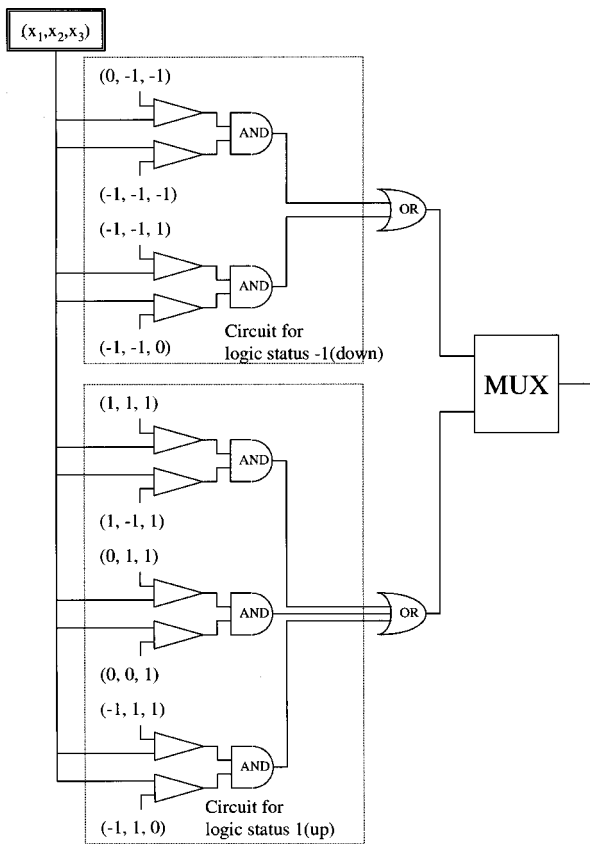 (x1,x2,x3)
(0, -1, -1)
AND
(-1, -1, -1)
(-1, -1, 1)
AND
(-1, -1, 0)
Circuit for
logic status -1(down)
OR
MUX
(1, 1, 1)
AND
(1, -1, 1)
(0, 1, 1)
AND
(0, 0, 1)
OR
(-1, 1, 1)
AND
(-1, 1, 0)
Circuit for
logic status 1(up)